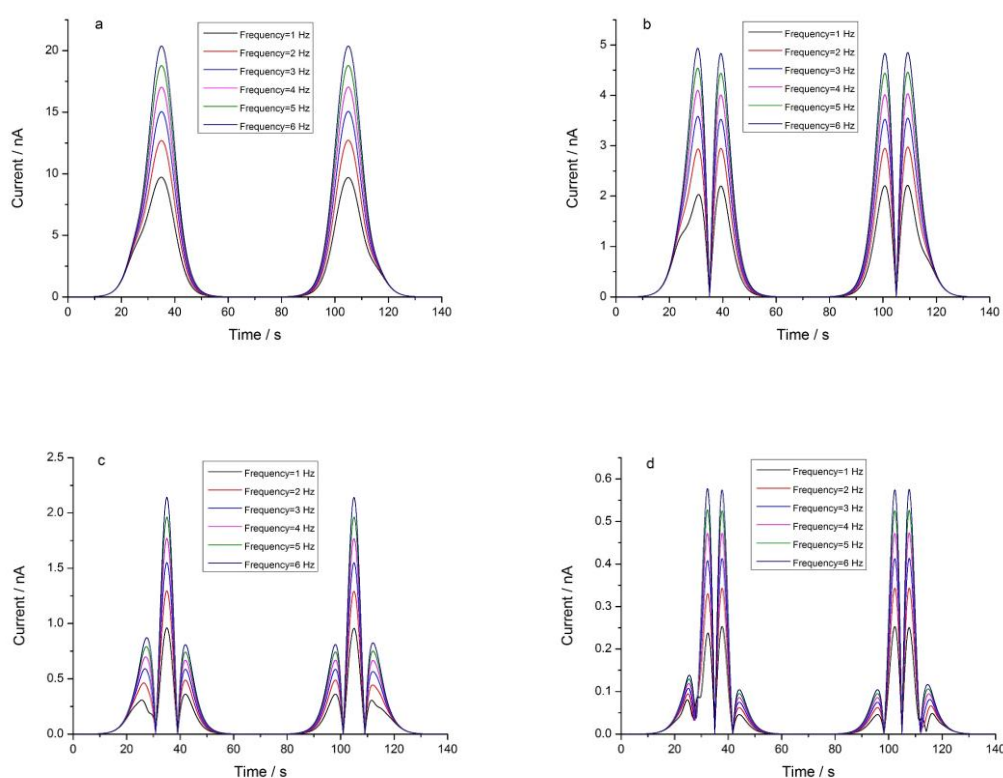 a
Frequency=1 Hz
Frequency=2 Hz
Frequency=3 Hz
Frequency=4 Hz
Frequency=5 Hz
Frequency=6 Hz
20
15
10
5
0
Current / nA
0 20 40 60 80 100 120 140
Time / s
b
Frequency=1 Hz
Frequency=2 Hz
Frequency=3 Hz
Frequency=4 Hz
Frequency=5 Hz
Frequency=6 Hz
5
4
3
2
1
0
Current / nA
0 20 40 60 80 100 120 140
Time / s
c
Frequency=1 Hz
Frequency=2 Hz
Frequency=3 Hz
Frequency=4 Hz
Frequency=5 Hz
Frequency=6 Hz
2.5
2.0
1.5
1.0
0.5
0.0
Current / nA
0 20 40 60 80 100 120 140
Time / s
d
Frequency=1 Hz
Frequency=2 Hz
Frequency=3 Hz
Frequency=4 Hz
Frequency=5 Hz
Frequency=6 Hz
0.6
0.5
0.4
0.3
0.2
0.1
0.0
Current / nA
0 20 40 60 80 100 120 140
Time / s